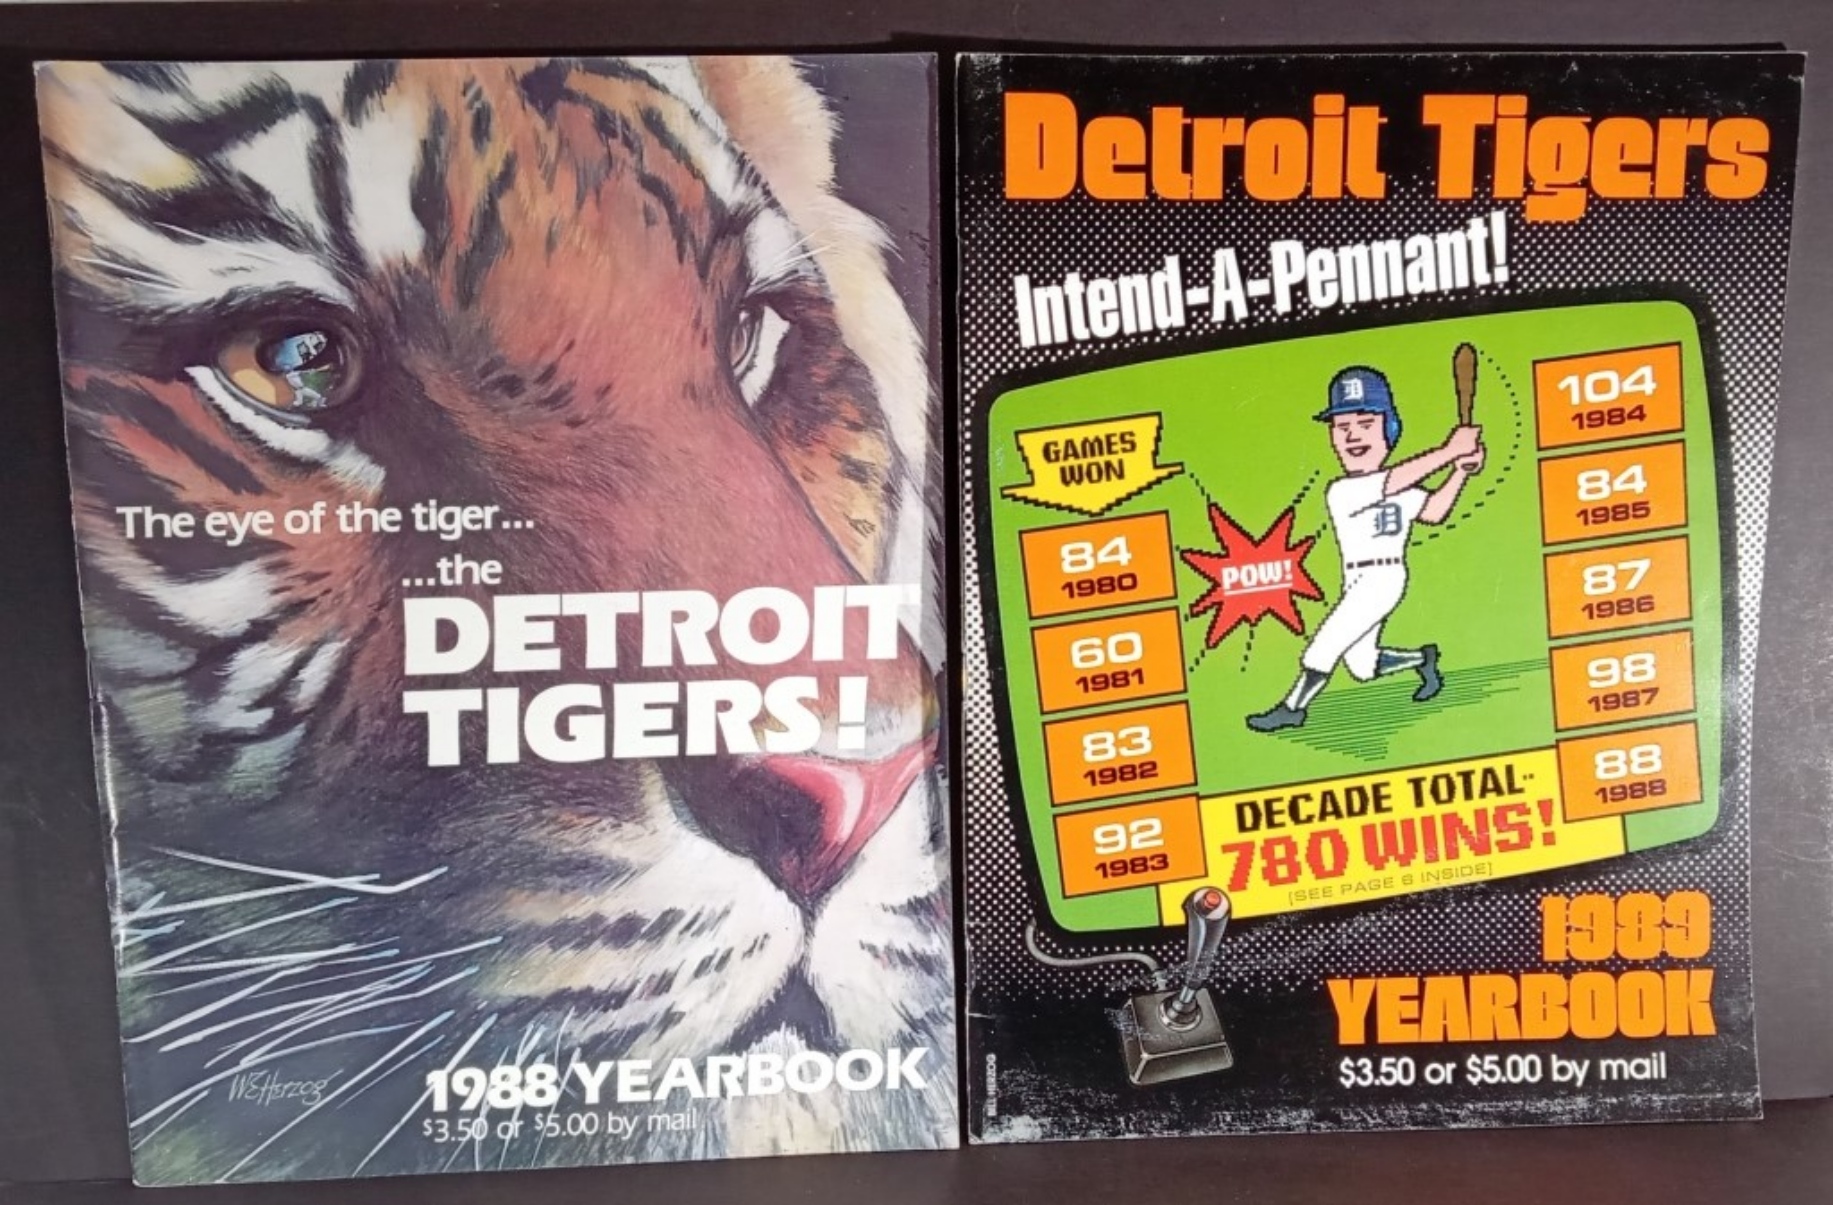 The eye of the tiger...
...the
DETROIT
TIGERS!
W E Herzog
1988 YEARBOOK
$3.50 or $5.00 by mail
Detroit Tigers
Intend-A-Pennant!
GAMES
WON
84
1980
60
1981
83
1982
92
1983
POW!
D
D
104
1984
84
1985
87
1986
98
1987
88
1988
DECADE TOTAL--
780 WINS!
[SEE PAGE 6 INSIDE]
1989
YEARBOOK
$3.50 or $5.00 by mail
HERZOG